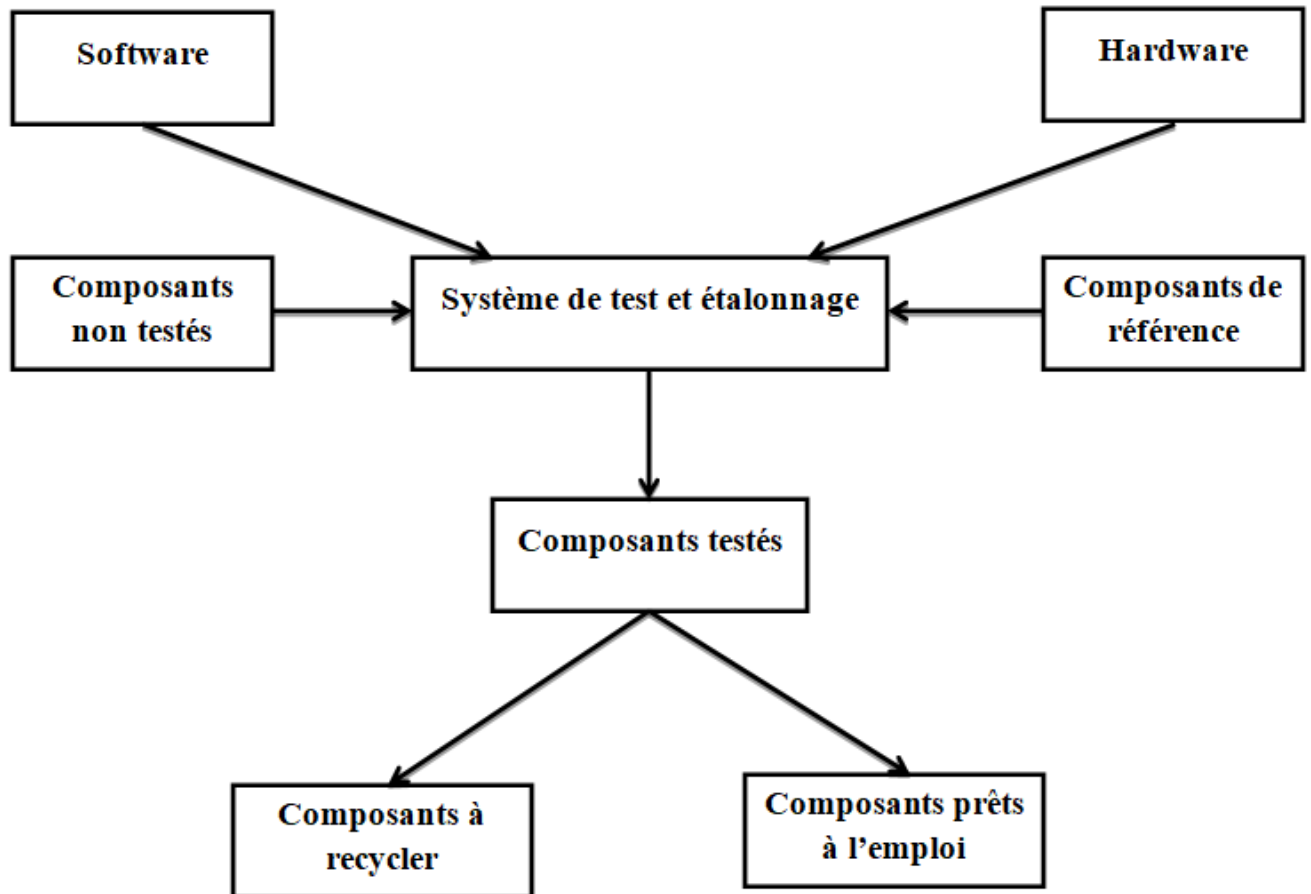 Software
Hardware
Composants
non testés
Système de test et étalonnage
Composants de
référence
Composants testés
Composants à
recycler
Composants prêts
à l’emploi